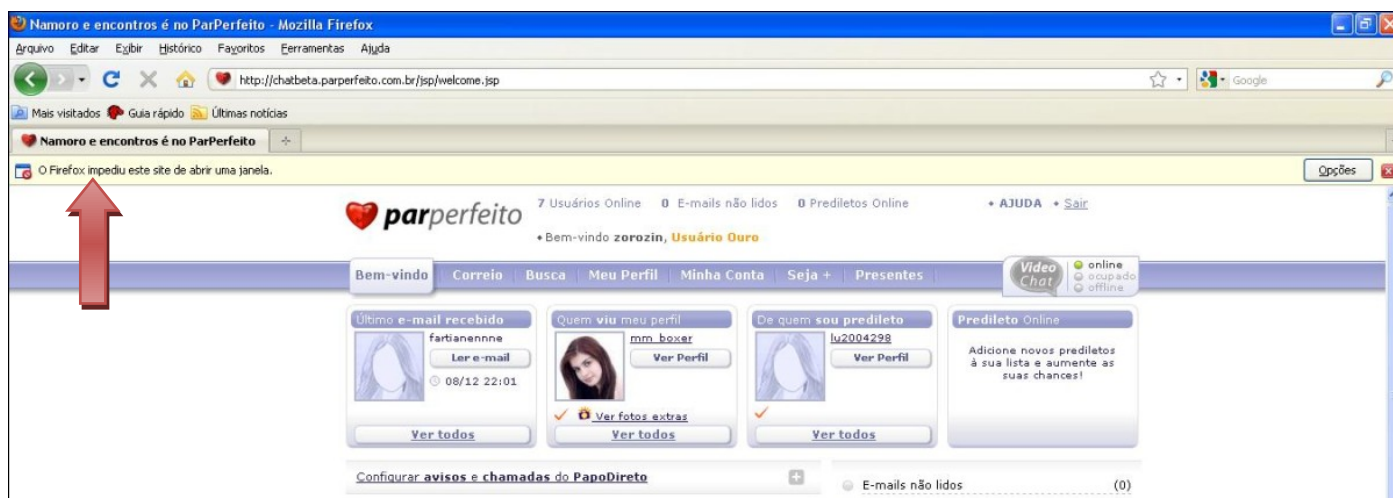 Namoro e encontros é no ParPerfeito - Mozilla Firefox
Arquivo Editar Exibir Histórico Favoritos Ferramentas Ajuda
http://chatbeta.parperfeito.com.br/jsp/welcome.jsp Google
Mais visitados Guia rápido Últimas notícias
Namoro e encontros é no ParPerfeito
O Firefox impediu este site de abrir uma janela. Opções
parperfeito 7 Usuários Online 0 E-mails não lidos 0 Prediletos Online • AJUDA • Sair
Bem-vindo zorozin, Usuário Ouro
Bem-vindo Correio Busca Meu Perfil Minha Conta Seja + Presentes Video Chat online
ocupado
offline
Último e-mail recebido Quem viu meu perfil De quem sou predileto Predileto Online
fartianennne mm_boxer lu2004298
Ler e-mail Ver Perfil Ver Perfil
Adicione novos prediletos
à sua lista e aumente as
suas chances!
08/12 22:01
Ver fotos extras
Ver todos Ver todos Ver todos
Configurar avisos e chamadas do PapoDireto
E-mails não lidos (0)